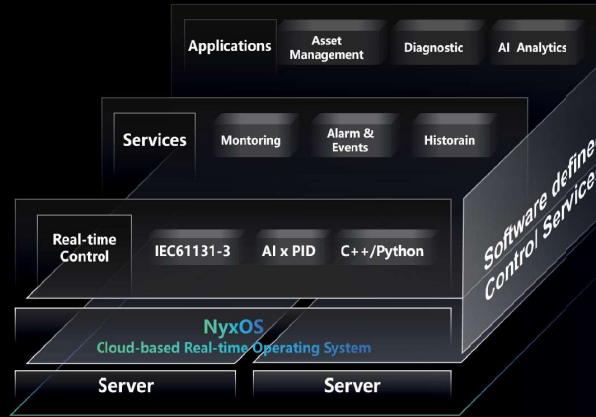 Applications
Asset
Management
Diagnostic
AI Analytics
Services
Montoring
Alarm &
Events
Historain
Real-time
Control
IEC61131-3
AI x PID
C++/Python
Software define
Control Service
NyxOS
Cloud-based Real-time Operating System
Server
Server